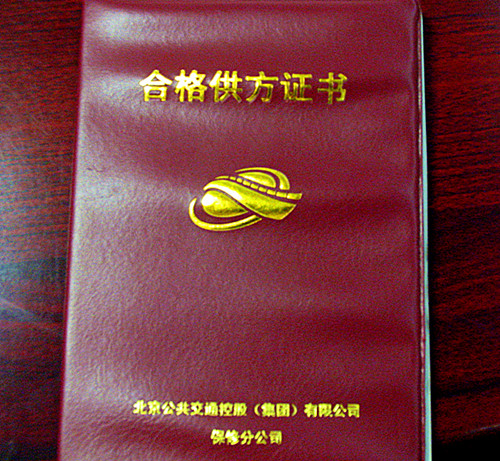 合格供方证书
北京公共交通控股（集团）有限公司
保修分公司